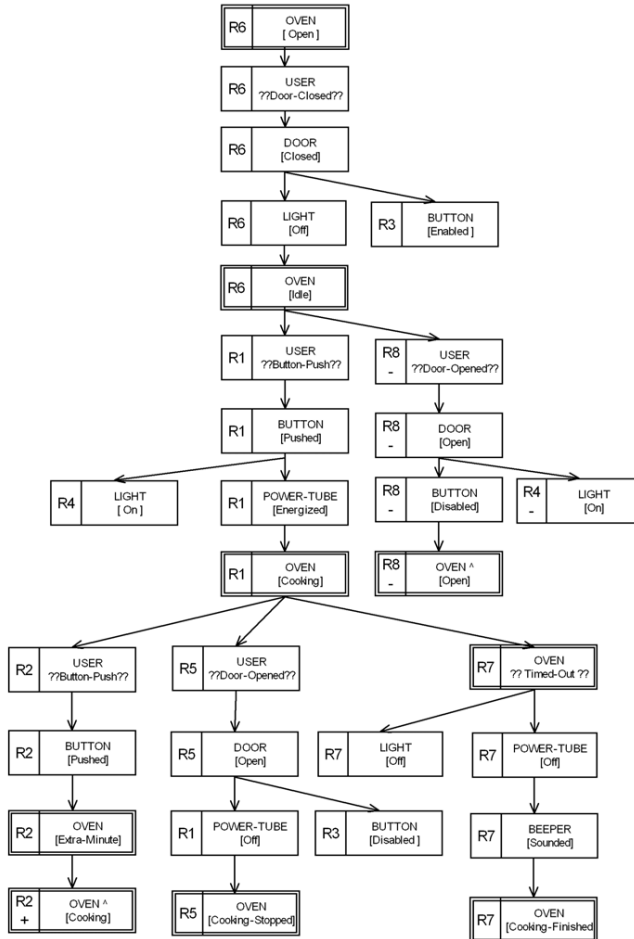 R6 OVEN
[ Open ]
R6 USER
??Door-Closed??
R6 DOOR
[Closed]
R6 LIGHT
[Off]
R3 BUTTON
[Enabled ]
R6 OVEN
[Idle]
R1 USER
??Button-Push??
R8 USER
- ??Door-Opened??
R1 BUTTON
[Pushed]
R8 DOOR
- [Open]
R4 LIGHT
[ On ]
R1 POWER-TUBE
[Energized]
R8 BUTTON
- [Disabled]
R4 LIGHT
- [On]
R1 OVEN
[Cooking]
R8 OVEN ^
- [Open]
R2 USER
??Button-Push??
R5 USER
??Door-Opened??
R7 OVEN
?? Timed-Out ??
R2 BUTTON
[Pushed]
R5 DOOR
[Open]
R7 LIGHT
[Off]
R7 POWER-TUBE
[Off]
R2 OVEN
[Extra-Minute]
R1 POWER-TUBE
[Off]
R3 BUTTON
[Disabled ]
R7 BEEPER
[Sounded]
R2 OVEN ^
+ [Cooking]
R5 OVEN
[Cooking-Stopped]
R7 OVEN
[Cooking-Finished]